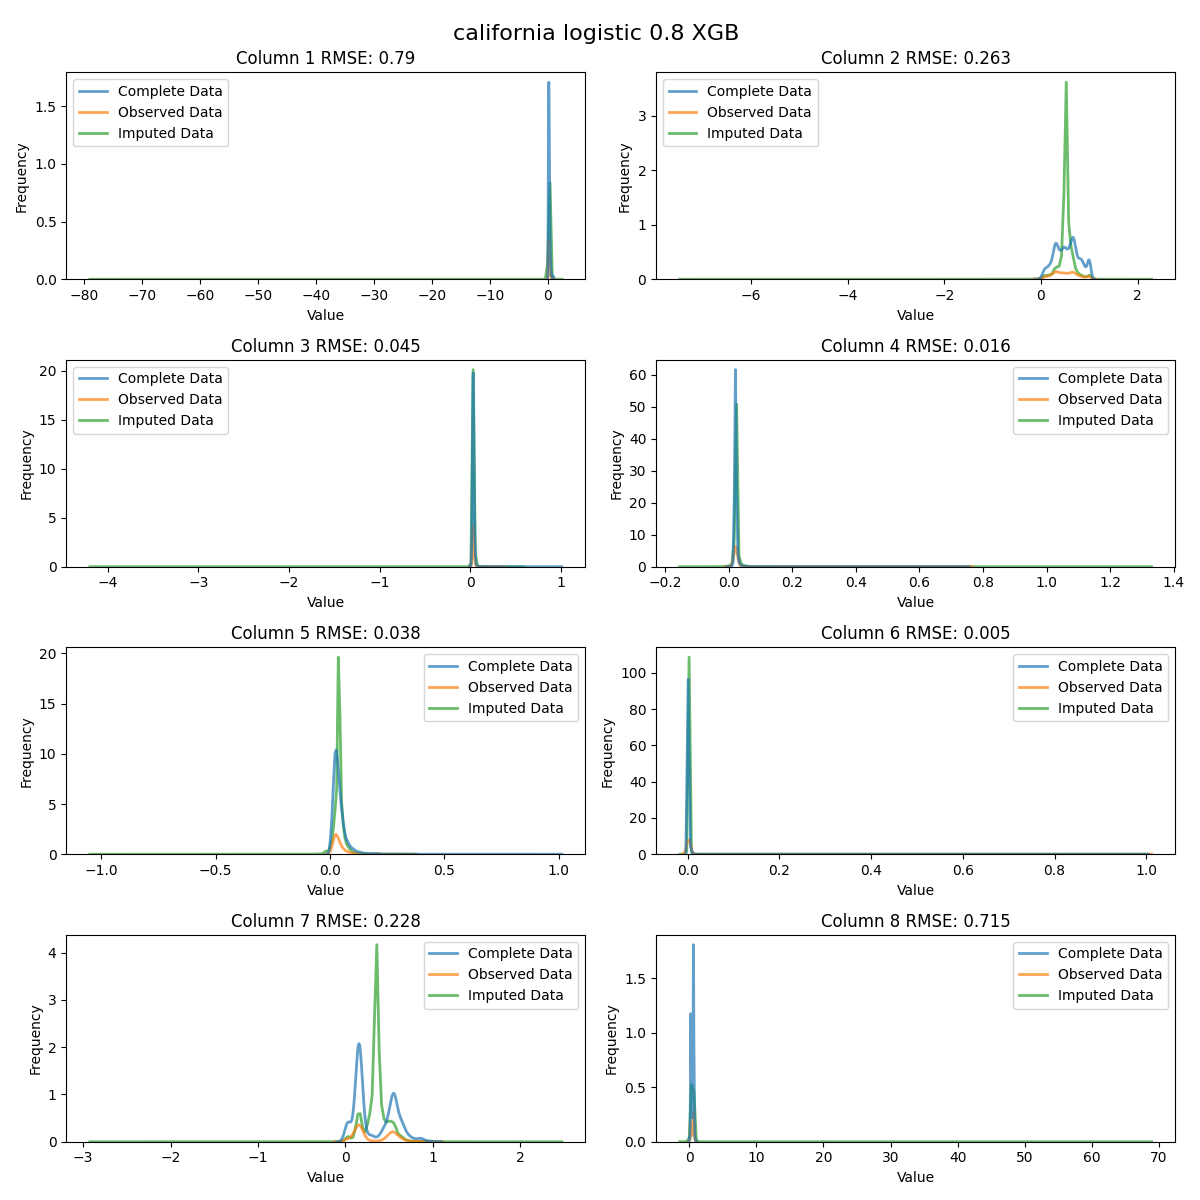 california logistic 0.8 XGB
Column 1 RMSE: 0.79
Complete Data
Observed Data
Imputed Data
Frequency
0.0
0.5
1.0
1.5
−80
−70
−60
−50
−40
−30
−20
−10
0
Value
Column 2 RMSE: 0.263
Complete Data
Observed Data
Imputed Data
Frequency
0
1
2
3
−6
−4
−2
0
2
Value
Column 3 RMSE: 0.045
Complete Data
Observed Data
Imputed Data
Frequency
0
5
10
15
20
−4
−3
−2
−1
0
1
Value
Column 4 RMSE: 0.016
Complete Data
Observed Data
Imputed Data
Frequency
0
10
20
30
40
50
60
−0.2
0.0
0.2
0.4
0.6
0.8
1.0
1.2
1.4
Value
Column 5 RMSE: 0.038
Complete Data
Observed Data
Imputed Data
Frequency
0
5
10
15
20
−1.0
−0.5
0.0
0.5
1.0
Value
Column 6 RMSE: 0.005
Complete Data
Observed Data
Imputed Data
Frequency
0
20
40
60
80
100
0.0
0.2
0.4
0.6
0.8
1.0
Value
Column 7 RMSE: 0.228
Complete Data
Observed Data
Imputed Data
Frequency
0
1
2
3
4
−3
−2
−1
0
1
2
Value
Column 8 RMSE: 0.715
Complete Data
Observed Data
Imputed Data
Frequency
0.0
0.5
1.0
1.5
0
10
20
30
40
50
60
70
Value